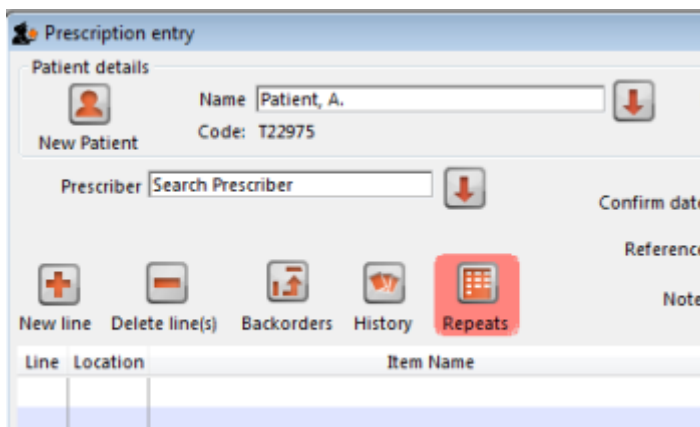 Prescription entry
Patient details
Name Patient, A.
New Patient
Code: T22975
Prescriber Search Prescriber
Confirm date
Reference
Note
New line Delete line(s) Backorders History Repeats
Line Location Item Name